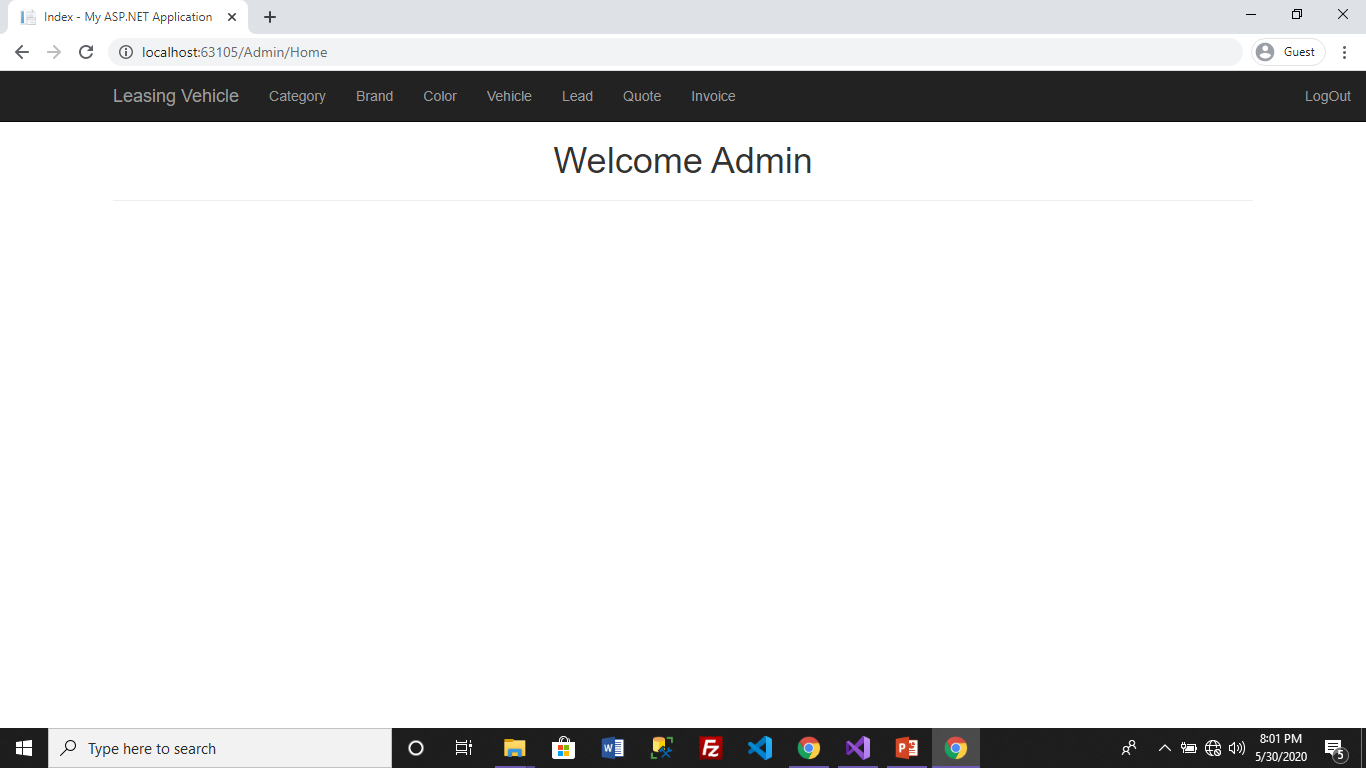 Index - My ASP.NET Application
localhost:63105/Admin/Home
Guest
Leasing Vehicle Category Brand Color Vehicle Lead Quote Invoice LogOut
Welcome Admin
Type here to search
8:01 PM
5/30/2020
5